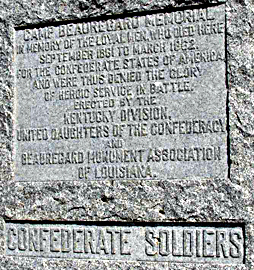 CAMP BEAUREGARD MEMORIAL
IN MEMORY OF THE LOYAL MEN WHO DIED HERE
SEPTEMBER 1861 TO MARCH 1862,
FOR THE CONFEDERATE STATES OF AMERICA
AND WERE THUS DENIED THE GLORY
OF HEROIC SERVICE IN BATTLE.
ERECTED BY THE
KENTUCKY DIVISION,
UNITED DAUGHTERS OF THE CONFEDERACY
AND
BEAUREGARD MONUMENT ASSOCIATION
OF LOUISIANA.
CONFEDERATE SOLDIERS